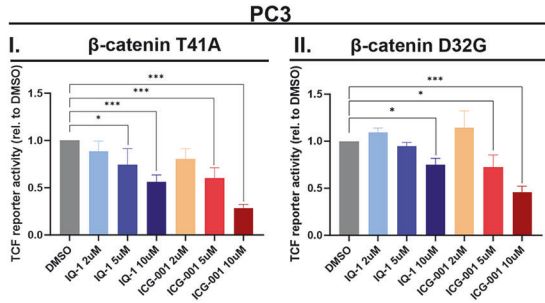 PC3
I. β-catenin T41A
***
***
***
*
TCF reporter activity (rel. to DMSO)
1.5
1.0
0.5
0.0
DMSO
IQ-1 2uM
IQ-1 5uM
IQ-1 10uM
ICG-001 2uM
ICG-001 5uM
ICG-001 10uM
II. β-catenin D32G
***
*
*
TCF reporter activity (rel. to DMSO)
1.5
1.0
0.5
0.0
DMSO
IQ-1 2uM
IQ-1 5uM
IQ-1 10uM
ICG-001 2uM
ICG-001 5uM
ICG-001 10uM